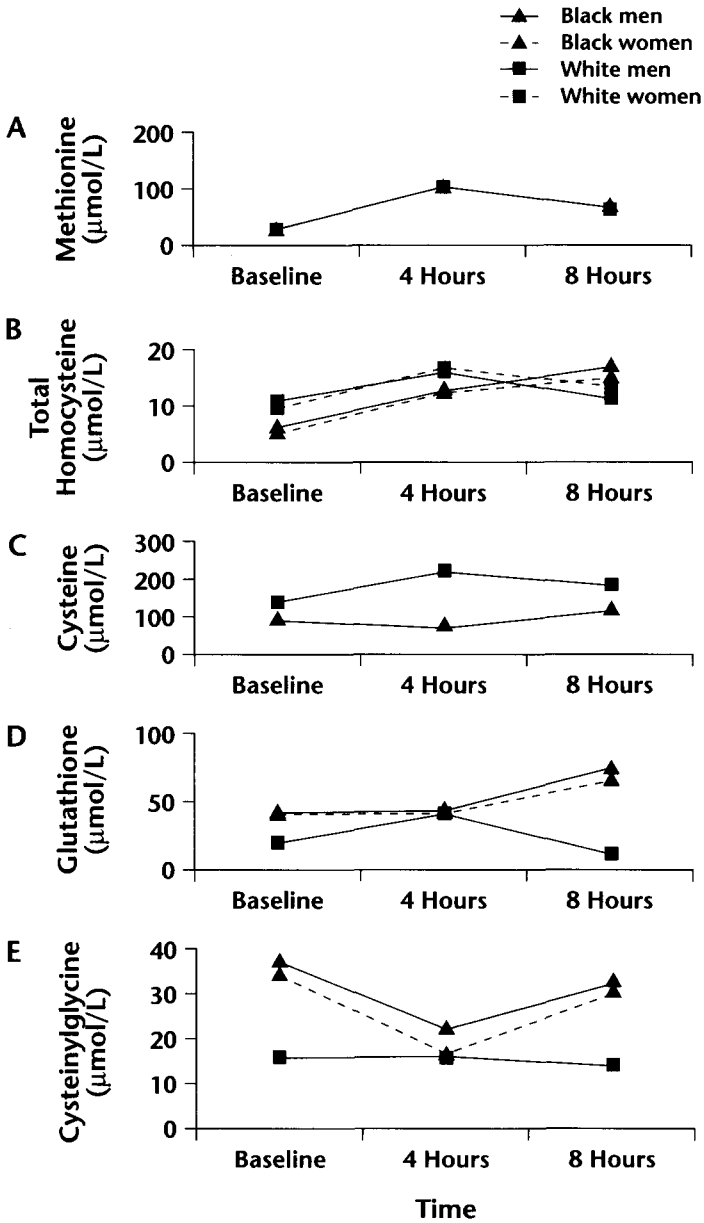 Black men
Black women
White men
White women
A
Methionine
(µmol/L)
200
100
0
Baseline 4 Hours 8 Hours
B
Total
Homocysteine
(µmol/L)
20
10
0
Baseline 4 Hours 8 Hours
C
Cysteine
(µmol/L)
300
200
100
0
Baseline 4 Hours 8 Hours
D
Glutathione
(µmol/L)
100
50
0
Baseline 4 Hours 8 Hours
E
Cysteinylglycine
(µmol/L)
40
30
20
10
0
Baseline 4 Hours 8 Hours
Time